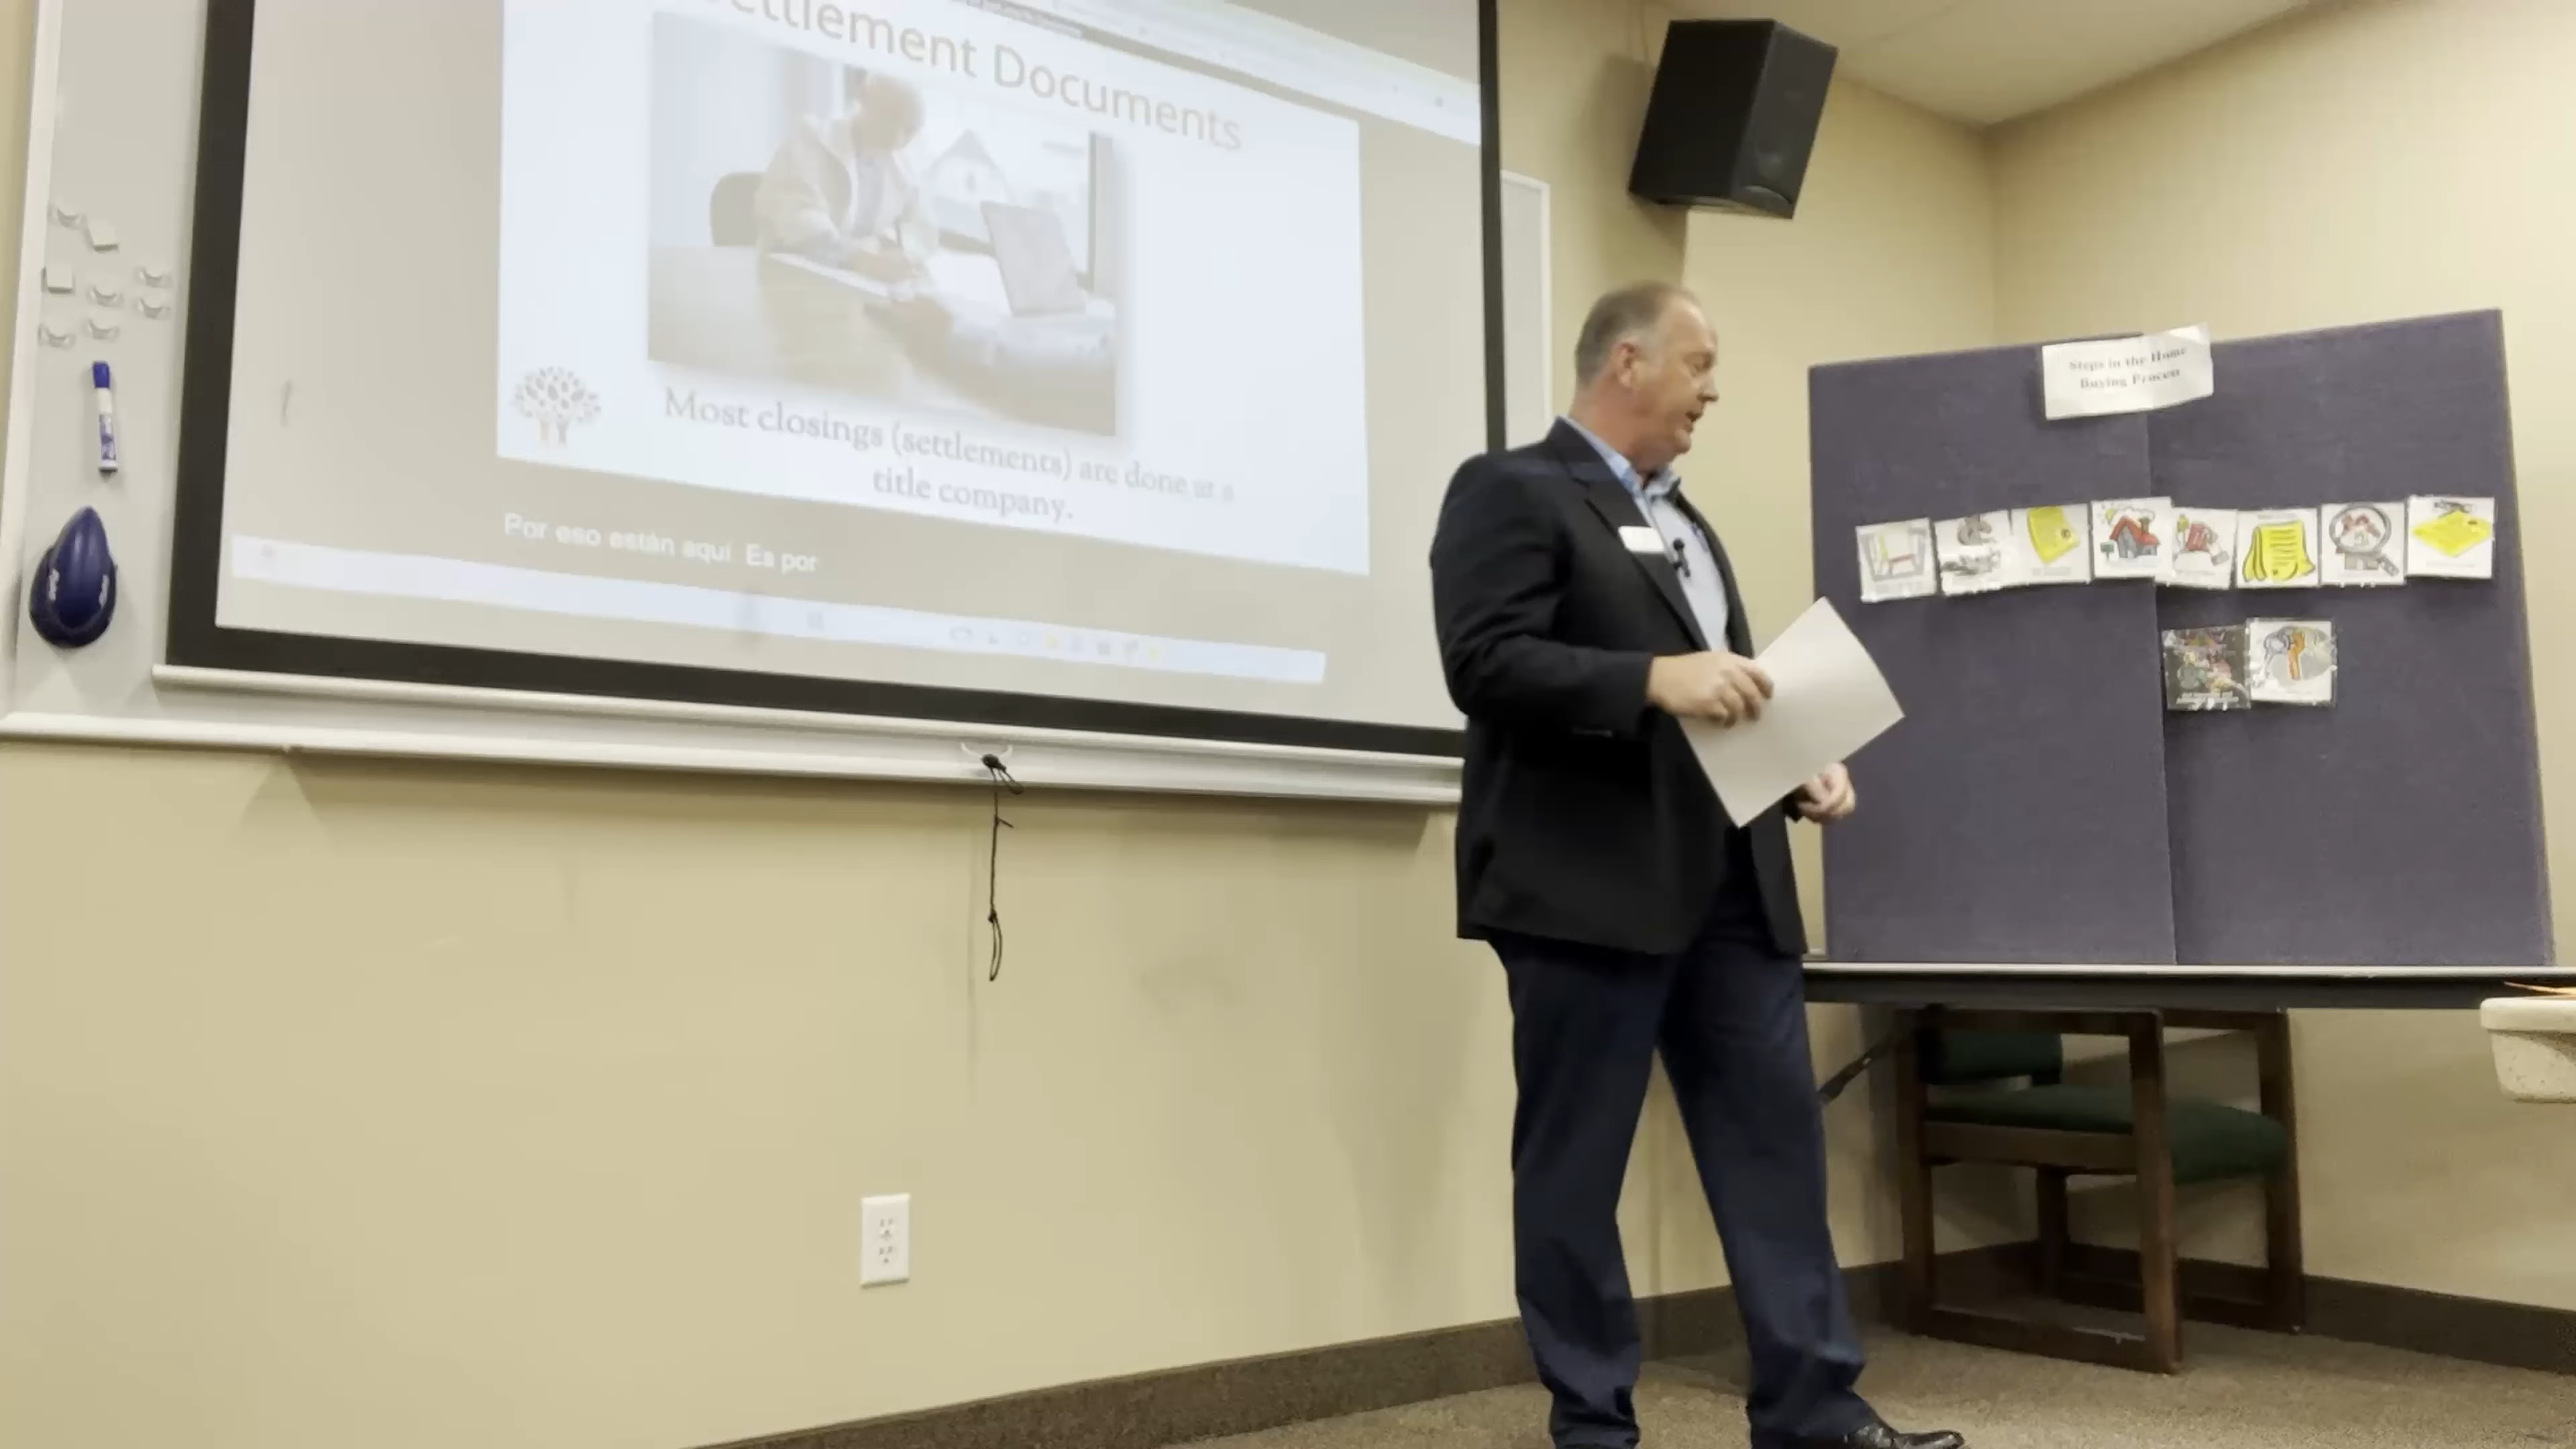 ettlement Documents
Most closings (settlements) are done at a
title company.
Por eso están aquí. Es por
Steps in the Home
Buying Process